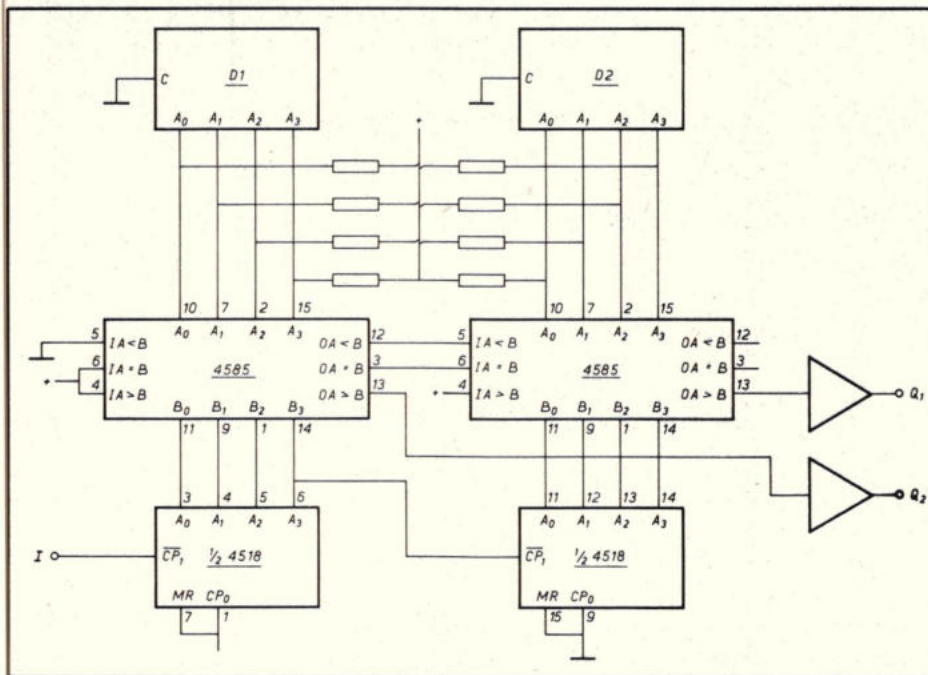 D1 D2
C C
A0 A1 A2 A3 A0 A1 A2 A3
+
10 7 2 15 10 7 2 15
A0 A1 A2 A3 A0 A1 A2 A3
5 IA<B OA<B 12 5 IA<B OA<B 12
6 IA=B 4585 OA=B 3 6 IA=B 4585 OA=B 3
+ 4 IA>B OA>B 13 + 4 IA>B OA>B 13 Q1
B0 B1 B2 B3 B0 B1 B2 B3
11 9 1 14 11 9 1 14
3 4 5 6 11 12 13 14 Q2
A0 A1 A2 A3 A0 A1 A2 A3
I CP1 ½ 4518 CP1 ½ 4518
MR CP0 MR CP0
7 1 15 9